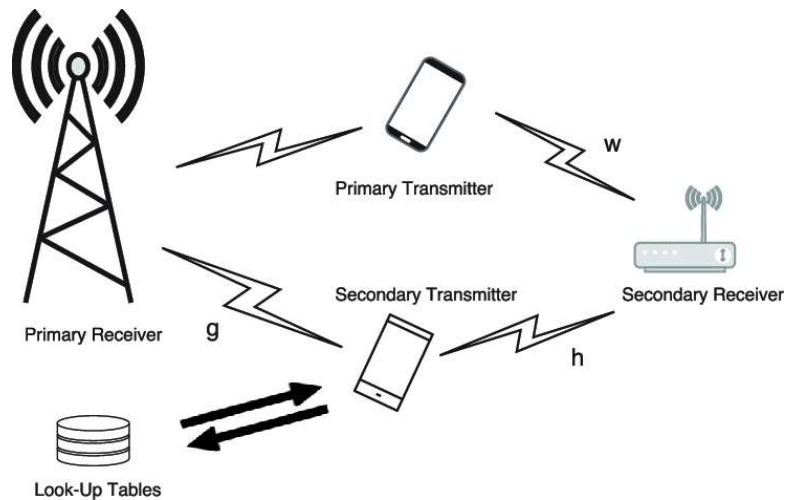 w
Primary Transmitter
Secondary Transmitter
Secondary Receiver
Primary Receiver
g
h
Look-Up Tables